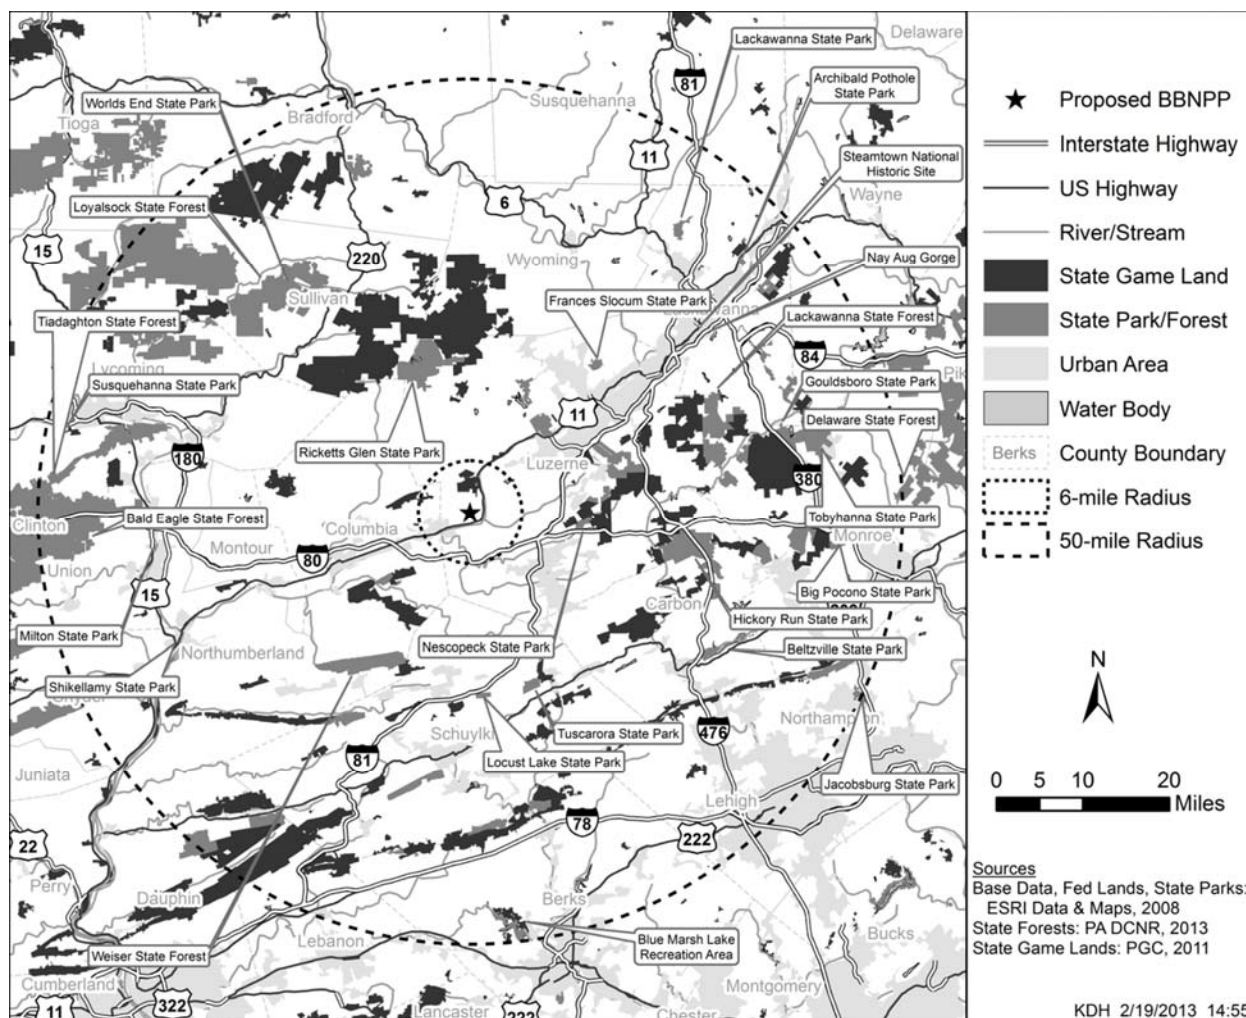 Delaware
Lackawanna State Park
81
Archibald Pothole
State Park
Worlds End State Park
Susquehanna
Tioga
Bradford
11
Steamtown National
Historic Site
Wayne
Loyalsock State Forest
6
15
220
Wyoming
Nay Aug Gorge
Sullivan
Frances Slocum State Park
Lackawanna State Forest
Tiadaghton State Forest
84
Lycoming
Susquehanna State Park
Gouldsboro State Park
Pik
11
Delaware State Forest
180
Ricketts Glen State Park
Luzerne
380
Clinton
Bald Eagle State Forest
Columbia
Tobyhanna State Park
Monroe
Montour
80
Union
15
Big Pocono State Park
Carbon
Hickory Run State Park
Milton State Park
Nescopeck State Park
Northumberland
Beltzville State Park
Shikellamy State Park
Snyder
Northampton
Schuylki
Tuscarora State Park
476
81
Locust Lake State Park
Juniata
Jacobsburg State Park
Lehigh
78
222
22
Perry
Dauphin
Berks
Lebanon
Bucks
Weiser State Forest
Blue Marsh Lake
Recreation Area
Cumberland
Montgomery
11
322
Lancaster
222
Chester
Proposed BBNPP
Interstate Highway
US Highway
River/Stream
State Game Land
State Park/Forest
Urban Area
Water Body
Berks
County Boundary
6-mile Radius
50-mile Radius
N
0 5 10 20
Miles
Sources
Base Data, Fed Lands, State Parks:
ESRI Data & Maps, 2008
State Forests: PA DCNR, 2013
State Game Lands: PGC, 2011
KDH 2/19/2013 14:55